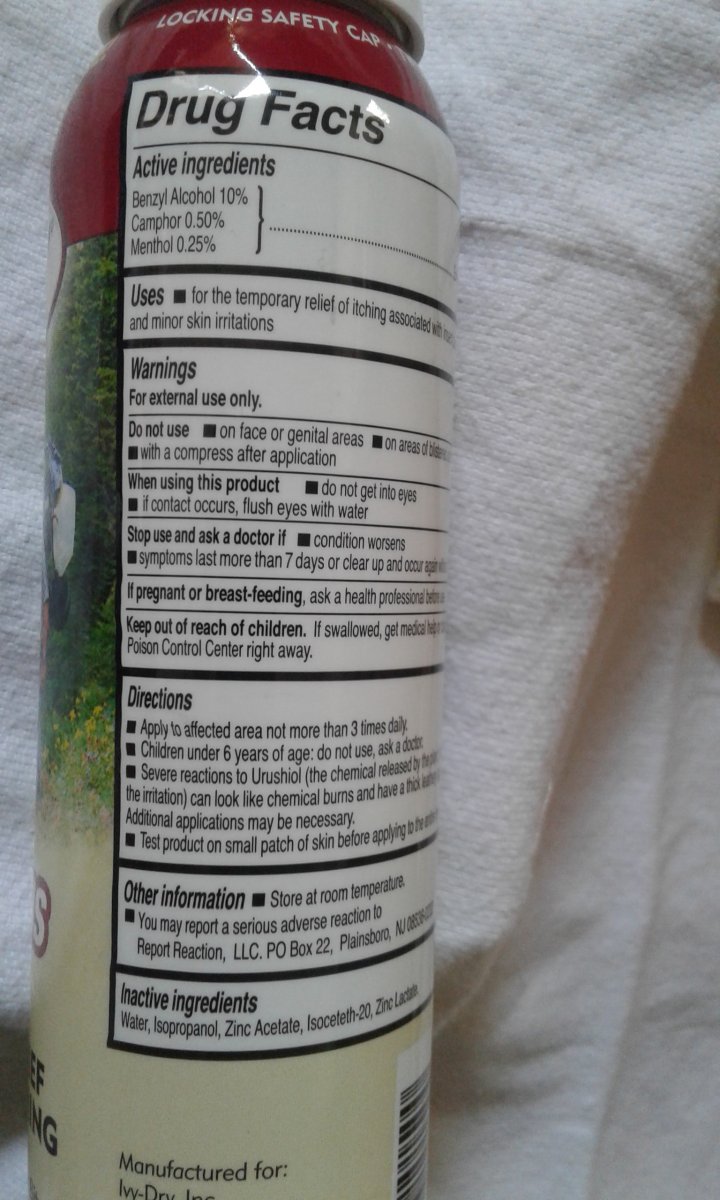 LOCKING SAFETY CAP
Drug Facts
Active ingredients
Benzyl Alcohol 10%
Camphor 0.50%
Menthol 0.25%
Uses ■ for the temporary relief of itching associated with
and minor skin irritations
Warnings
For external use only.
Do not use ■ on face or genital areas ■ on areas of
■ with a compress after application
When using this product ■ do not get into eyes
■ if contact occurs, flush eyes with water
Stop use and ask a doctor if ■ condition worsens
■ symptoms last more than 7 days or clear up and occur again
If pregnant or breast-feeding, ask a health professional before
Keep out of reach of children. If swallowed, get medical help
Poison Control Center right away.
Directions
■ Apply to affected area not more than 3 times daily.
■ Children under 6 years of age: do not use, ask a doctor.
■ Severe reactions to Urushiol (the chemical released by the
the irritation) can look like chemical burns and have a thick
Additional applications may be necessary.
■ Test product on small patch of skin before applying to the
Other information ■ Store at room temperature.
■ You may report a serious adverse reaction to
Report Reaction, LLC. PO Box 22, Plainsboro, NJ
Inactive ingredients
Water, Isopropanol, Zinc Acetate, Isoceteth-20, Zinc Lactate.
S
EF
ING
Manufactured for:
Ivy-Dry, Inc.